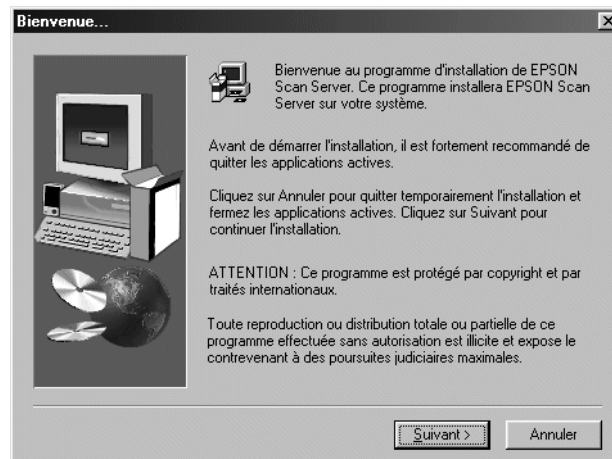 Bienvenue...
Bienvenue au programme d'installation de EPSON
Scan Server. Ce programme installera EPSON Scan
Server sur votre système.
Avant de démarrer l'installation, il est fortement recommandé de
quitter les applications actives.
Cliquez sur Annuler pour quitter temporairement l'installation et
fermez les applications actives. Cliquez sur Suivant pour
continuer l'installation.
ATTENTION : Ce programme est protégé par copyright et par
traités internationaux.
Toute reproduction ou distribution totale ou partielle de ce
programme effectuée sans autorisation est illicite et expose le
contrevenant à des poursuites judiciaires maximales.
Suivant >
Annuler